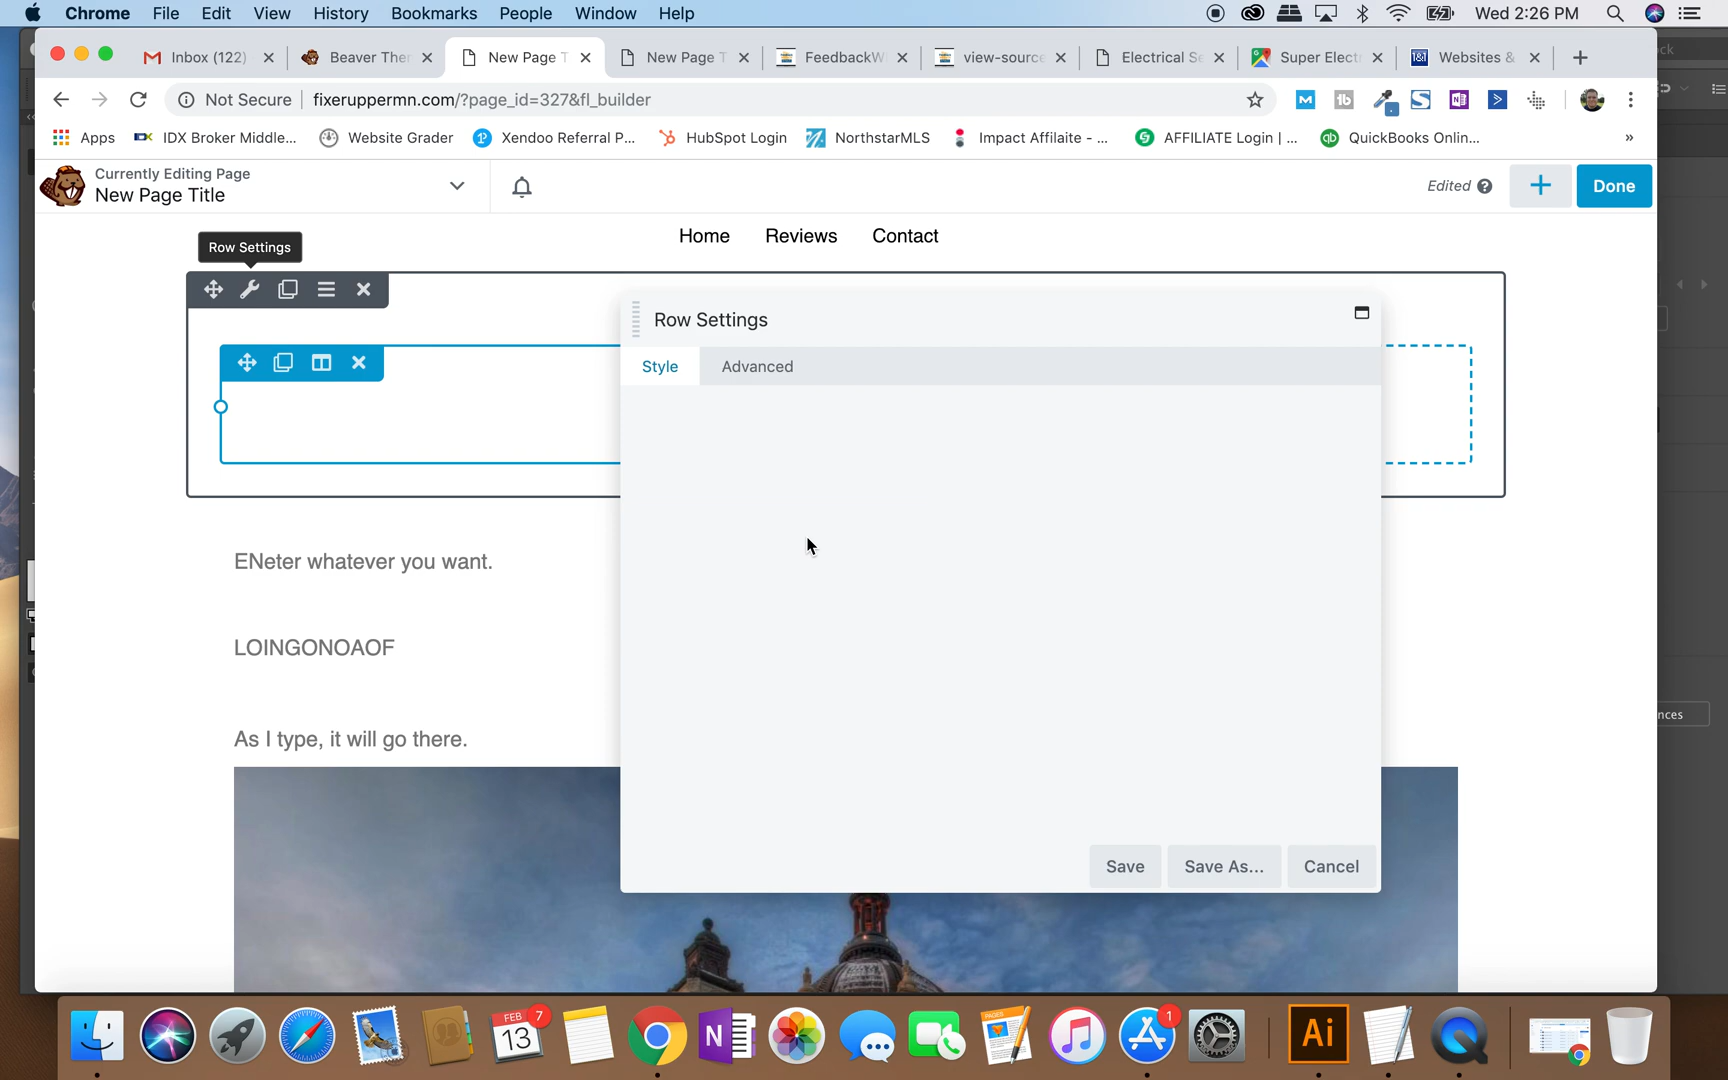 Chrome File Edit View History Bookmarks People Window Help Wed 2:26 PM
Inbox (122) Beaver Ther New Page T New Page T FeedbackW view-source Electrical Se Super Elect Websites &
Not Secure fixeruppermn.com/?page_id=327&fl_builder
Apps IDX Broker Middle... Website Grader Xendoo Referral P... HubSpot Login NorthstarMLS Impact Affilaite - ... AFFILIATE Login | ... QuickBooks Onlin... »
Currently Editing Page
New Page Title
Edited
Done
Home Reviews Contact
Row Settings
Row Settings
Style Advanced
ENeter whatever you want.
LOINGONOAOF
As I type, it will go there.
Save Save As... Cancel
nces
FEB 7
13
1
N
Ai